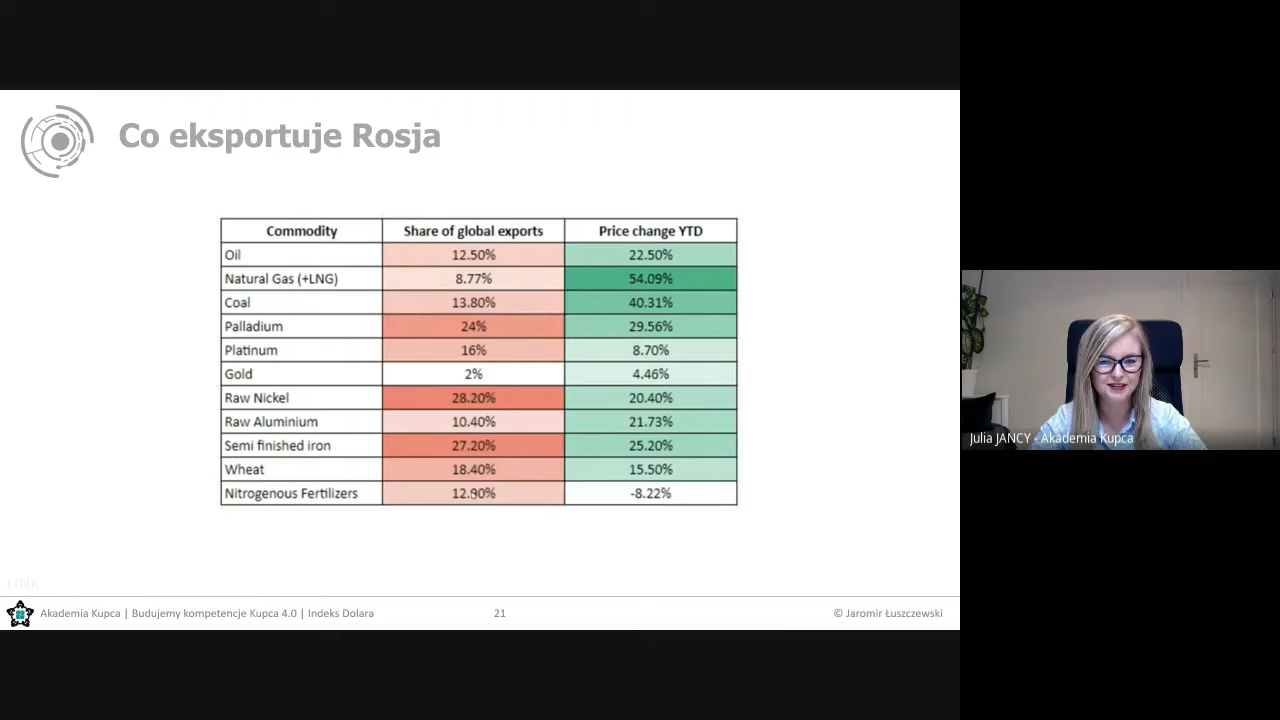 Co eksportuje Rosja
Commodity Share of global exports Price change YTD
Oil 12.50% 22.50%
Natural Gas (+LNG) 8.77% 54.09%
Coal 13.80% 40.31%
Palladium 24% 29.56%
Platinum 16% 8.70%
Gold 2% 4.46%
Raw Nickel 28.20% 20.40%
Raw Aluminium 10.40% 21.73%
Semi finished iron 27.20% 25.20%
Wheat 18.40% 15.50%
Nitrogenous Fertilizers -8.22%
LINK
Akademia Kupca | Budujemy kompetencje Kupca 4.0 | Indeks Dolara 21 © Jaromir Łuszczewski
Julia JANCY - Akademia Kupca